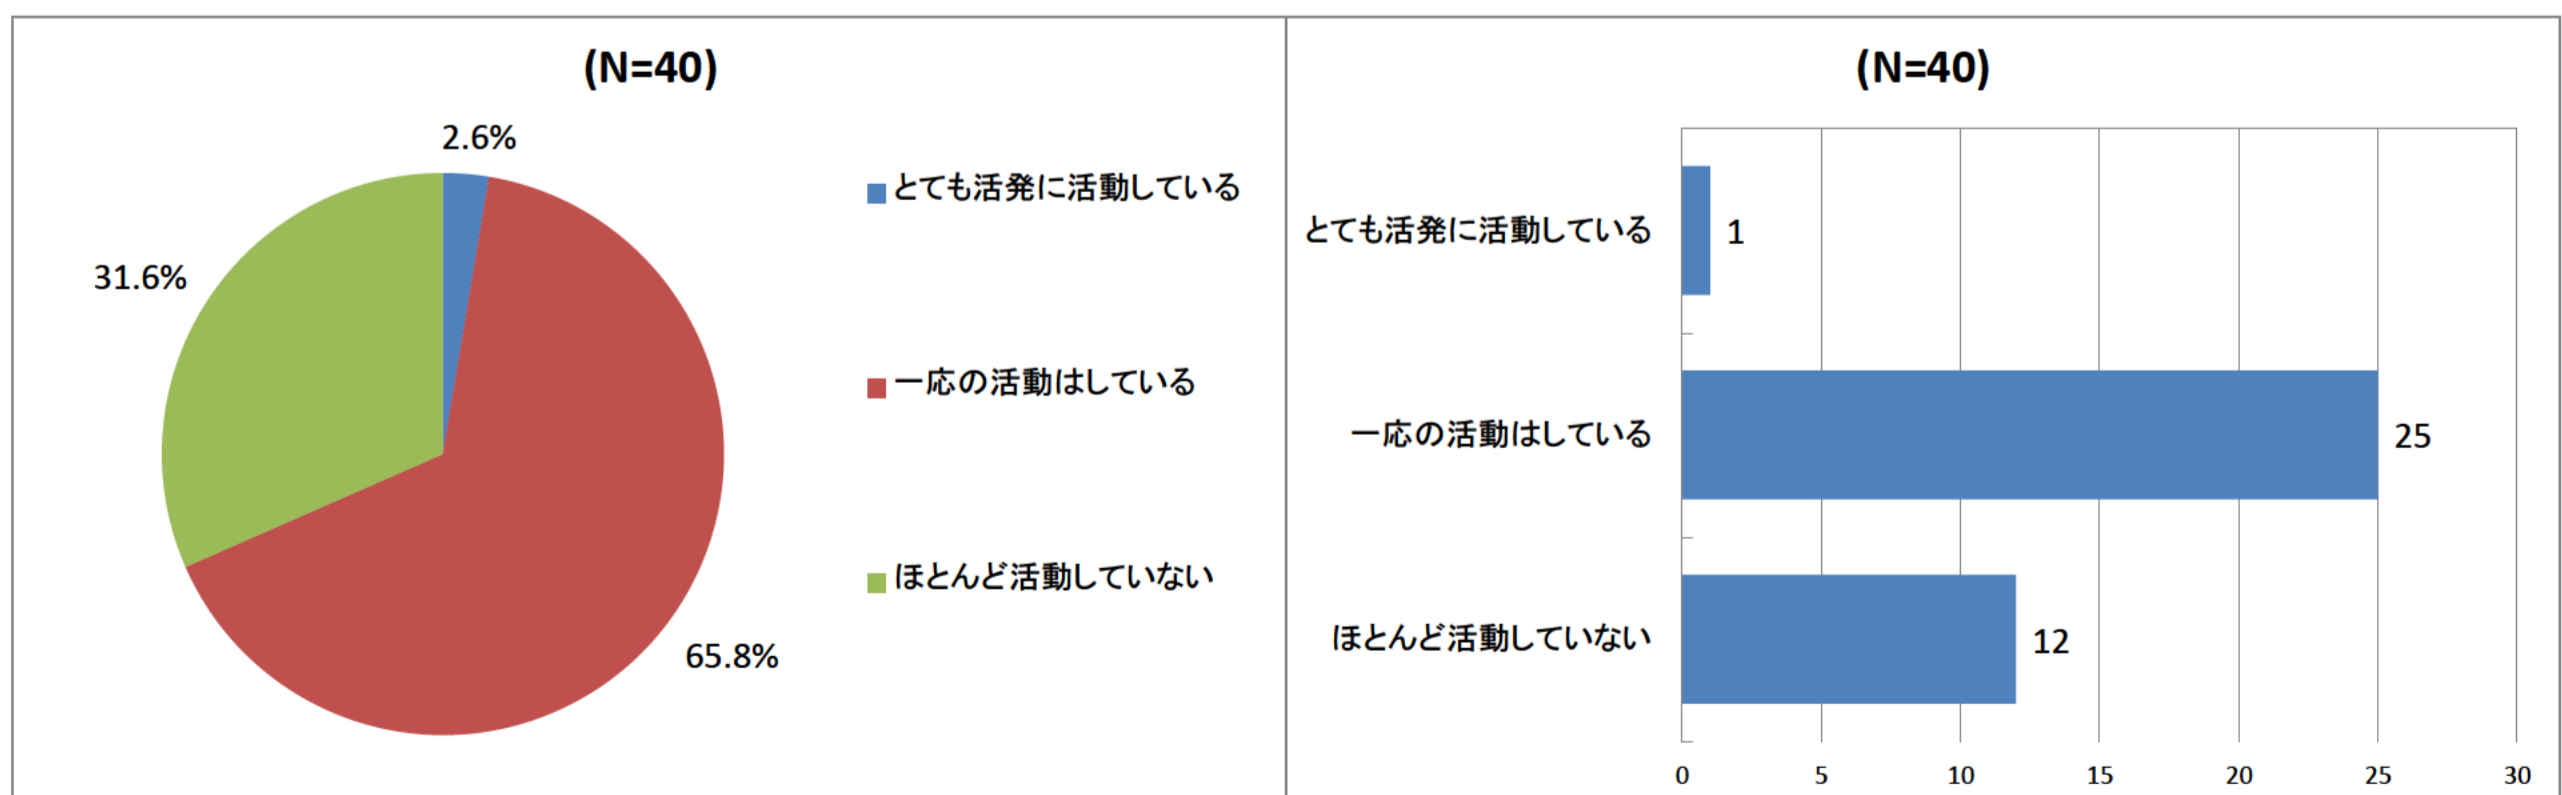 (N=40)
2.6%
31.6%
65.8%
とても活発に活動している
一応の活動はしている
ほとんど活動していない
(N=40)
とても活発に活動している
1
一応の活動はしている
25
ほとんど活動していない
12
0 5 10 15 20 25 30